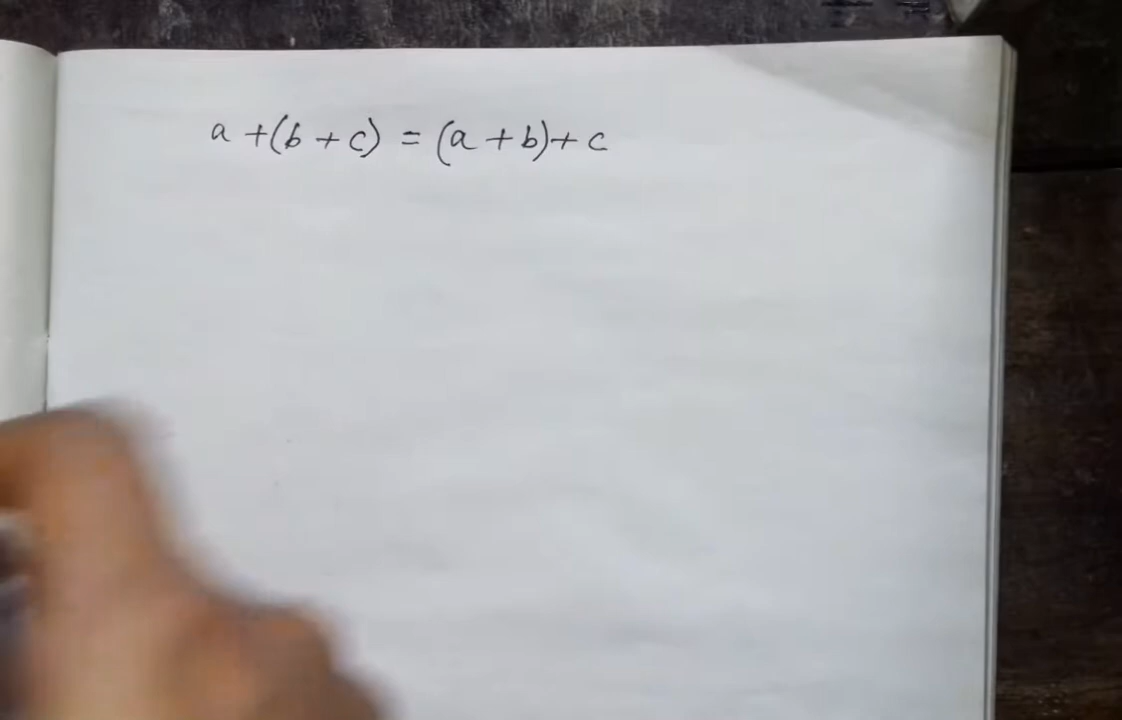 a + (b + c) = (a + b) + c